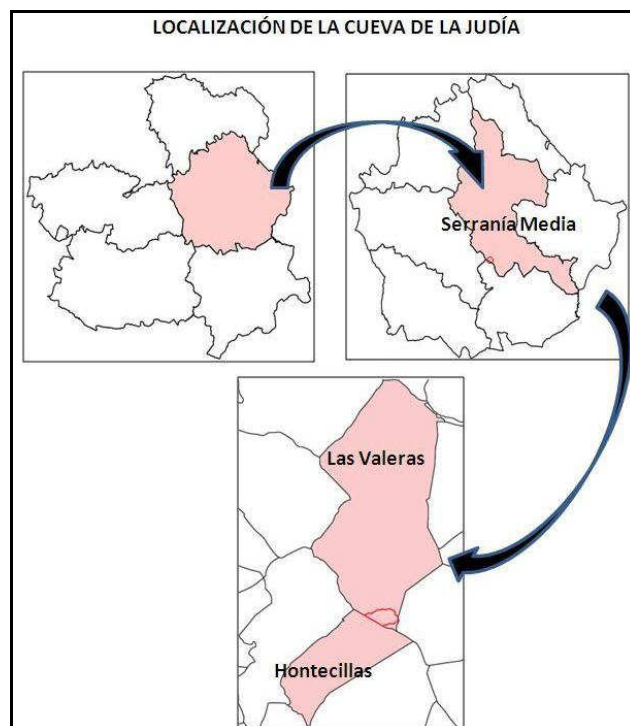 LOCALIZACIÓN DE LA CUEVA DE LA JUDÍA
Serranía Media
Las Valeras
Hontecillas